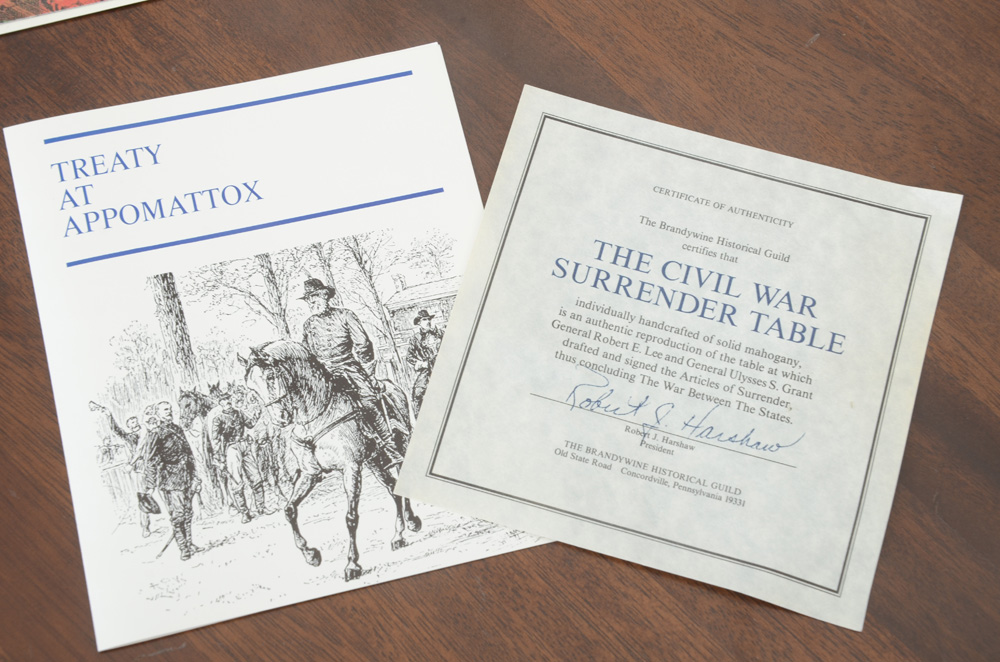 TREATY
AT
APPOMATTOX
CERTIFICATE OF AUTHENTICITY
The Brandywine Historical Guild
certifies that
THE CIVIL WAR
SURRENDER TABLE
individually handcrafted of solid mahogany,
is an authentic reproduction of the table at which
General Robert E. Lee and General Ulysses S. Grant
drafted and signed the Articles of Surrender,
thus concluding The War Between The States.
Robert J. Harshaw
Robert J. Harshaw
President
THE BRANDYWINE HISTORICAL GUILD
Old State Road Concordville, Pennsylvania 19331